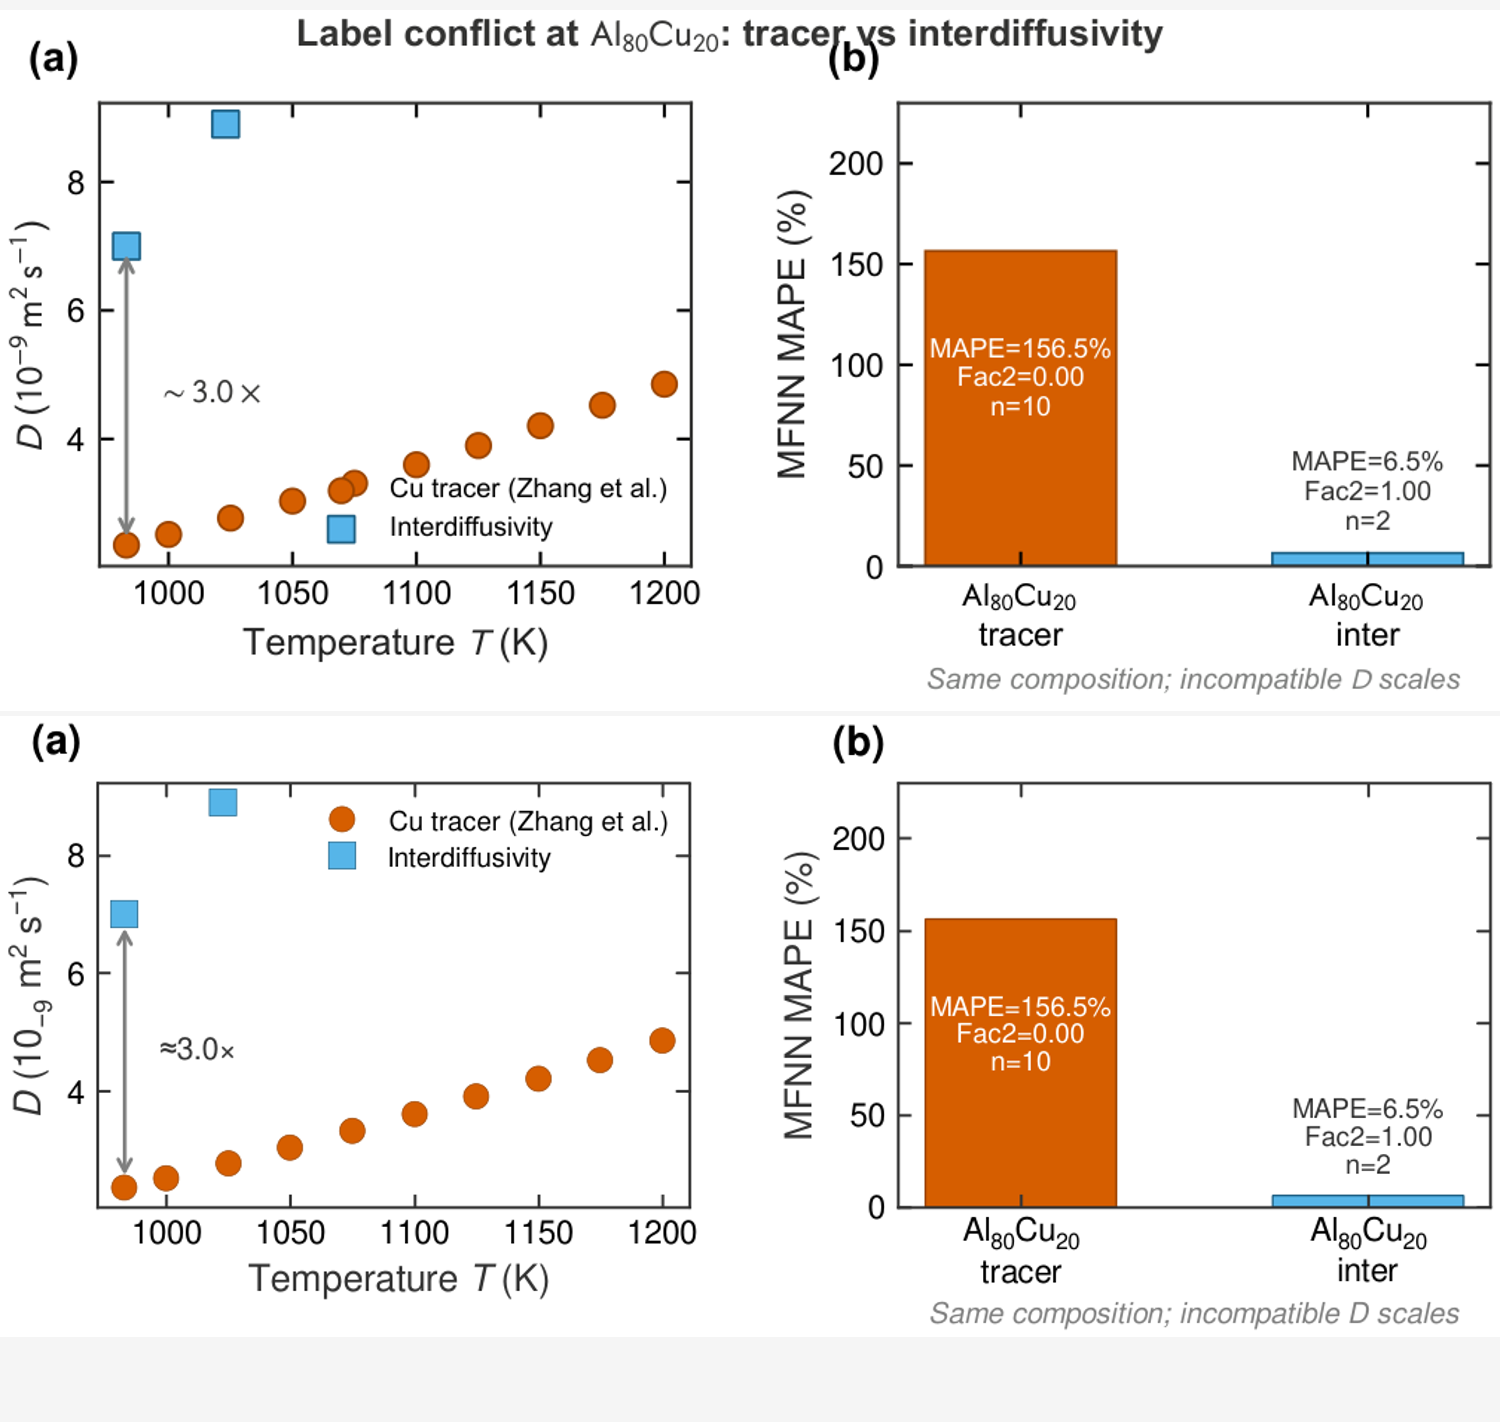 Label conflict at Al₈₀Cu₂₀: tracer vs interdiffusivity
(a)
8
6
4
D (10⁻⁹ m² s⁻¹)
~ 3.0 ×
Cu tracer (Zhang et al.)
Interdiffusivity
1000 1050 1100 1150 1200
Temperature T (K)
(b)
200
150
100
50
0
MFNN MAPE (%)
MAPE=156.5%
Fac2=0.00
n=10
MAPE=6.5%
Fac2=1.00
n=2
Al₈₀Cu₂₀
tracer
Al₈₀Cu₂₀
inter
Same composition; incompatible D scales
(a)
8
6
4
D (10₋₉ m² s⁻¹)
Cu tracer (Zhang et al.)
Interdiffusivity
≈3.0×
1000 1050 1100 1150 1200
Temperature T (K)
(b)
200
150
100
50
0
MFNN MAPE (%)
MAPE=156.5%
Fac2=0.00
n=10
MAPE=6.5%
Fac2=1.00
n=2
Al₈₀Cu₂₀
tracer
Al₈₀Cu₂₀
inter
Same composition; incompatible D scales